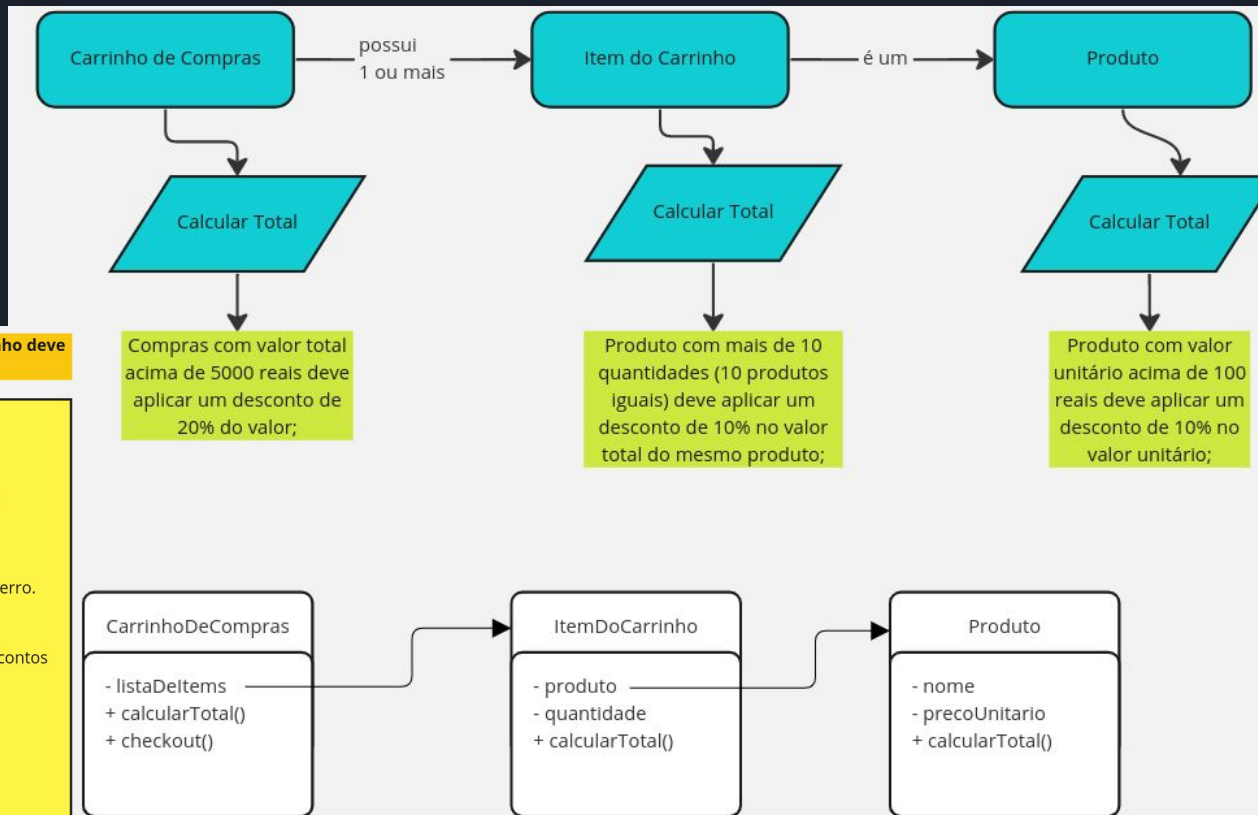 Carrinho de Compras
possui
1 ou mais
Item do Carrinho
é um
Produto
Calcular Total
Calcular Total
Calcular Total
Compras com valor total
acima de 5000 reais deve
aplicar um desconto de
20% do valor;
Produto com mais de 10
quantidades (10 produtos
iguais) deve aplicar um
desconto de 10% no valor
total do mesmo produto;
Produto com valor
unitário acima de 100
reais deve aplicar um
desconto de 10% no
valor unitário;
nho deve
erro.
contos
CarrinhoDeCompras
- listaDeItems
+ calcularTotal()
+ checkout()
ItemDoCarrinho
- produto
- quantidade
+ calcularTotal()
Produto
- nome
- precoUnitario
+ calcularTotal()